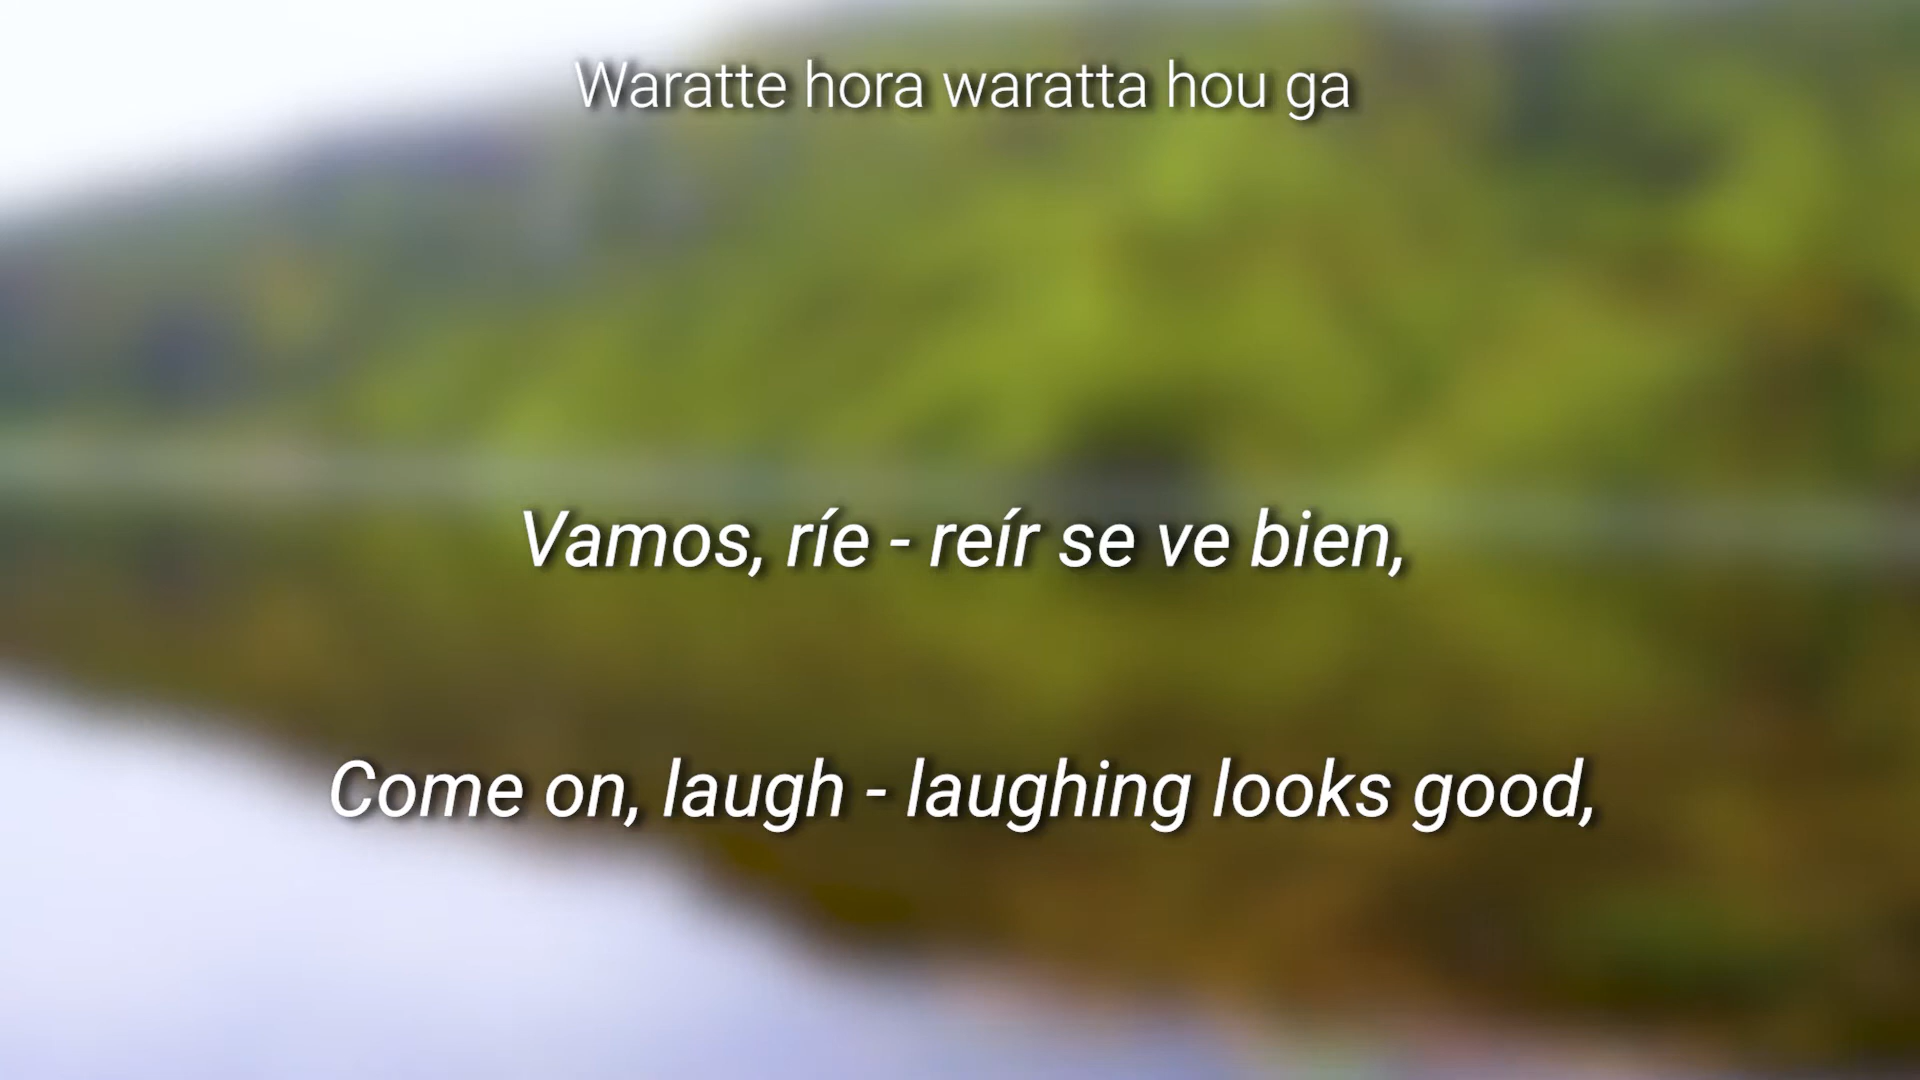 Waratte hora waratta hou ga
Vamos, ríe - reír se ve bien,
Come on, laugh - laughing looks good,